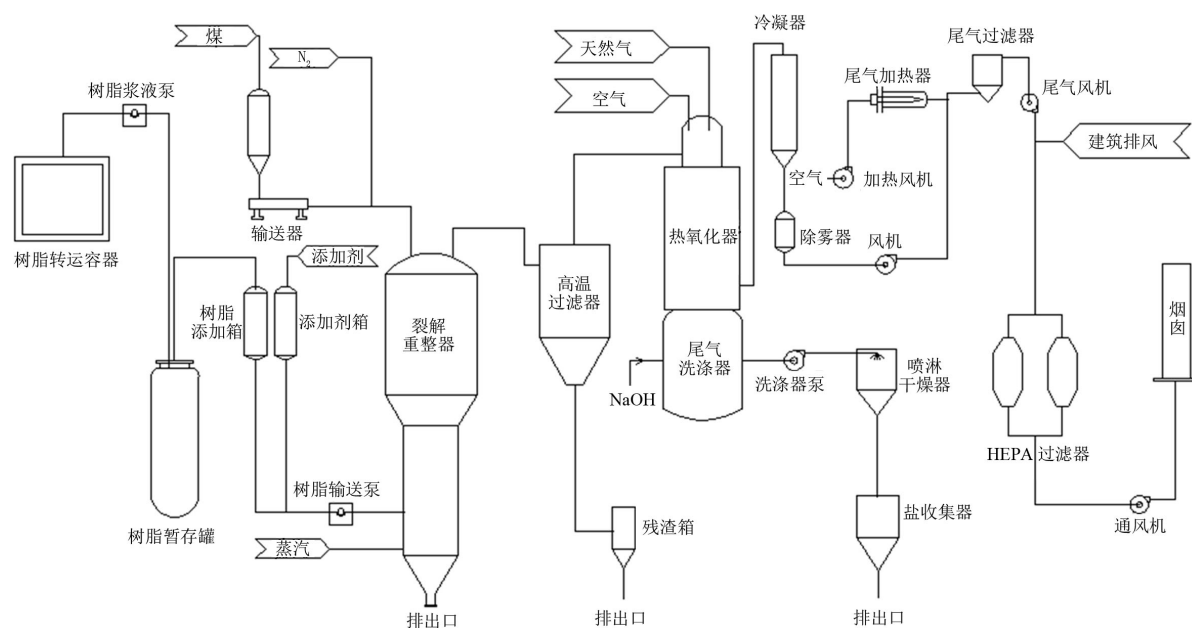 煤
N₂
树脂浆液泵
树脂转运容器
输送器
添加剂
树脂
添加箱
添加剂箱
树脂暂存罐
树脂输送泵
蒸汽
裂解
重整器
排出口
高温
过滤器
残渣箱
排出口
天然气
空气
热氧化器
尾气
洗涤器
NaOH
洗涤器泵
喷淋
干燥器
盐收集器
排出口
冷凝器
除雾器
风机
空气
加热风机
尾气加热器
尾气过滤器
尾气风机
建筑排风
HEPA 过滤器
通风机
烟囱